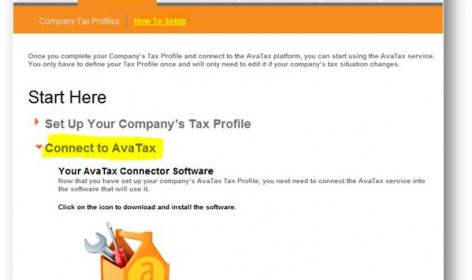 Company Tax Profiles How To Setup
Once you complete your Company's Tax Profile and connect to the AvaTax platform, you can start using the AvaTax service.
You only have to define your Tax Profile once and will only need to edit it if your company's tax situation changes.
Start Here
Set Up Your Company's Tax Profile
Connect to AvaTax
Your AvaTax Connector Software
Now that you have set up your company's AvaTax Tax Profile, you next need to connect the AvaTax service into
the software that will use it.
Click on the icon to download and install the software.
a